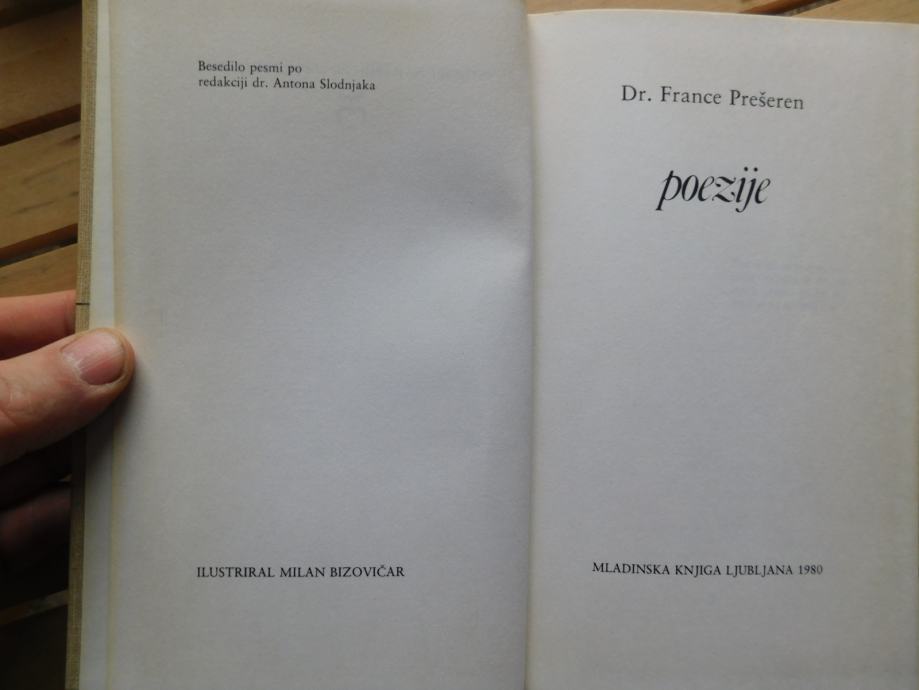 Besedilo pesmi po
redakciji dr. Antona Slodnjaka
ILUSTRIRAL MILAN BIZOVIČAR
Dr. France Prešeren
poezije
MLADINSKA KNJIGA LJUBLJANA 1980